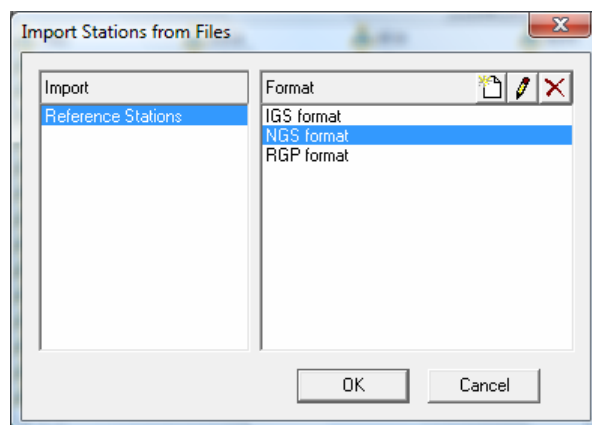 Import Stations from Files
Import
Format
Reference Stations
IGS format
NGS format
RGP format
OK
Cancel